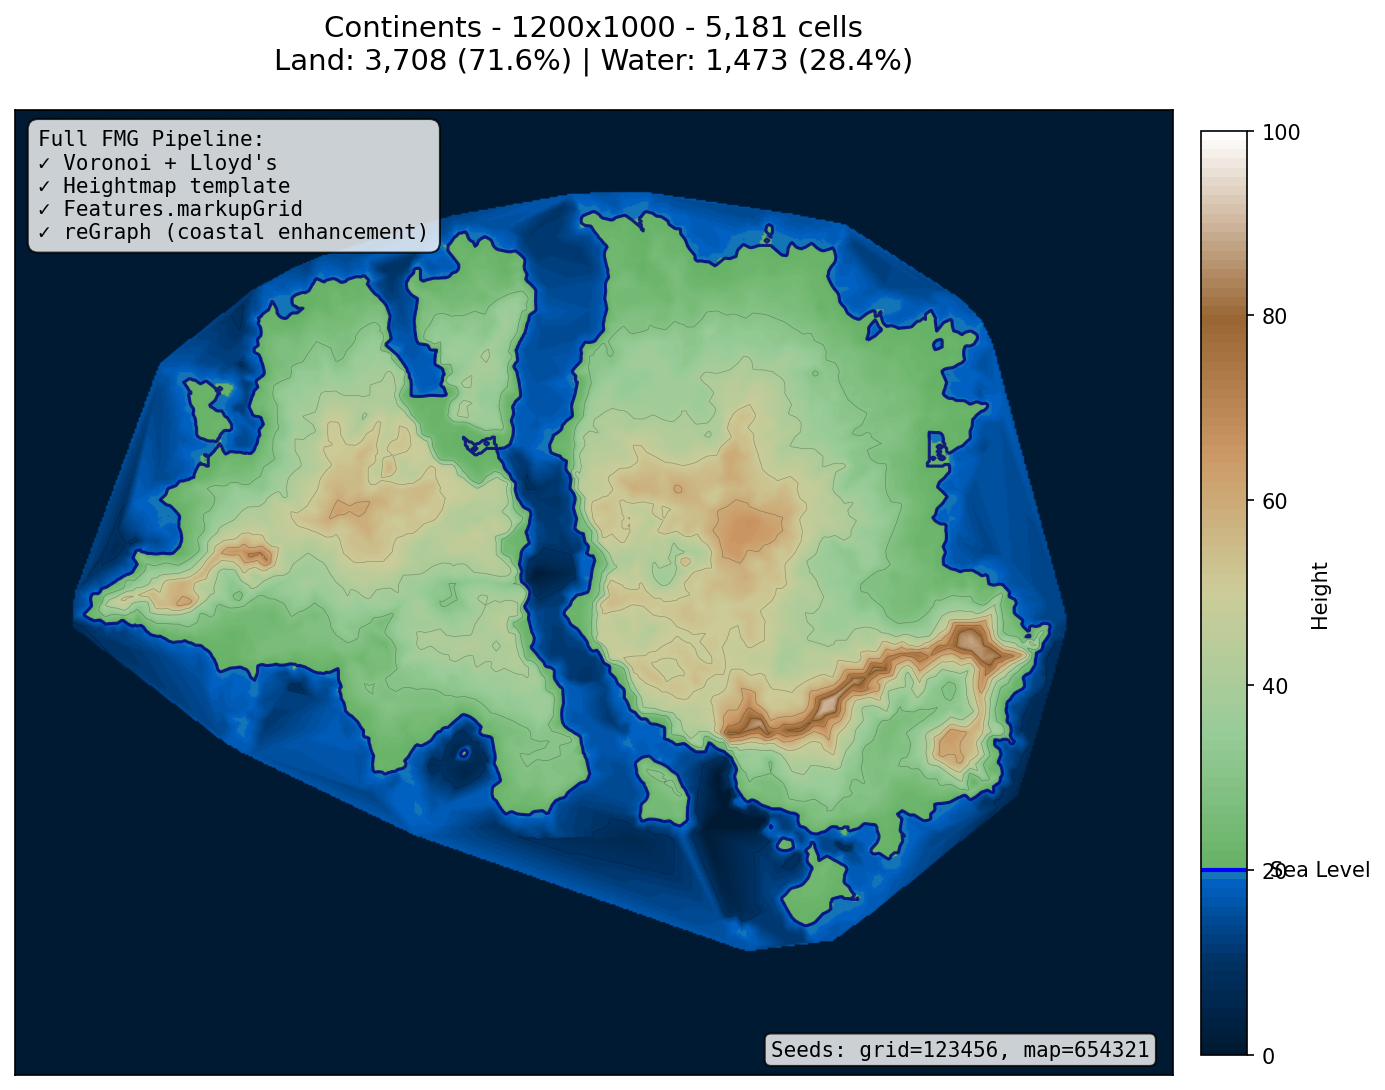 Continents - 1200x1000 - 5,181 cells
Land: 3,708 (71.6%) | Water: 1,473 (28.4%)
Full FMG Pipeline:
✓ Voronoi + Lloyd's
✓ Heightmap template
✓ Features.markupGrid
✓ reGraph (coastal enhancement)
100
80
60
40
20
Sea Level
0
Height
Seeds: grid=123456, map=654321